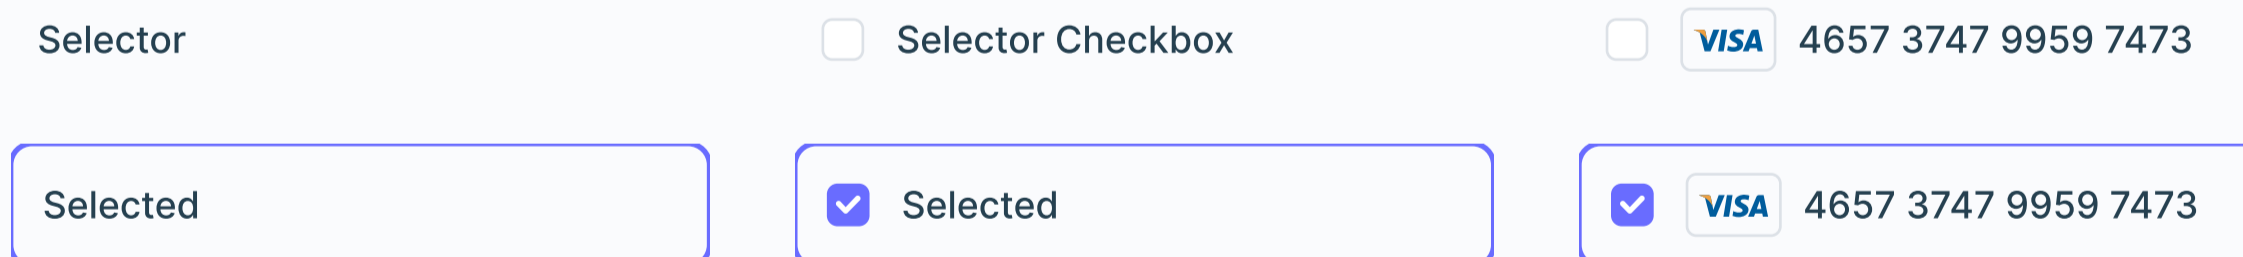 Selector
Selector Checkbox
VISA 4657 3747 9959 7473
Selected
Selected
VISA 4657 3747 9959 7473